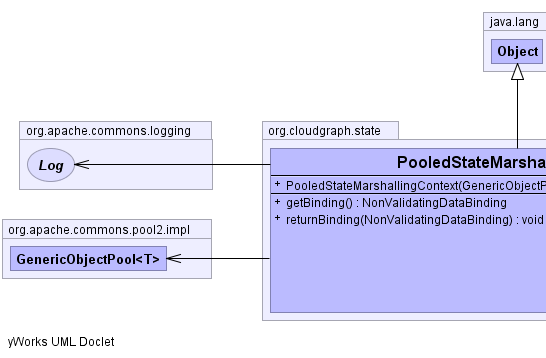 java.lang
Object
org.apache.commons.logging
Log
org.cloudgraph.state
PooledStateMarsha
+ PooledStateMarshallingContext(GenericObjectP
+ getBinding() : NonValidatingDataBinding
+ returnBinding(NonValidatingDataBinding) : void
org.apache.commons.pool2.impl
GenericObjectPool<T>
yWorks UML Doclet